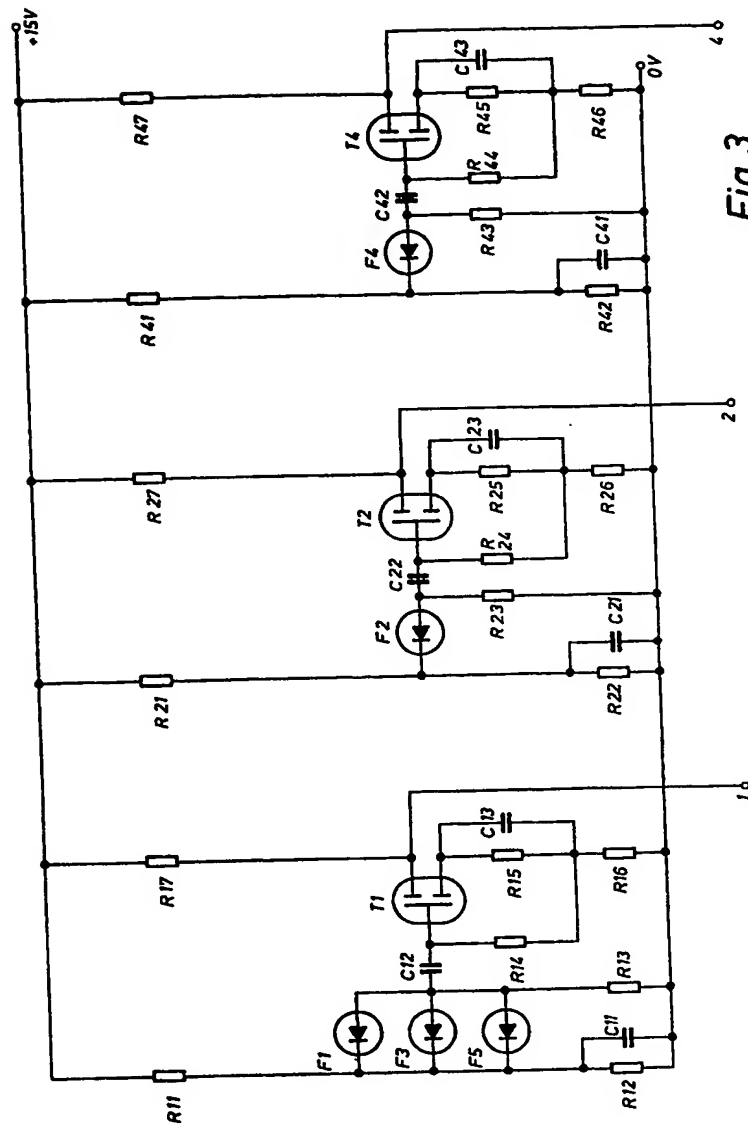 +15V
R47
R41
R27
R21
R17
R11
T4
C43
R45
R46
0V
R
44
C42
R43
F4
C41
R42
T2
C23
R25
R26
R
24
C22
R23
F2
C21
R22
T1
C13
R15
R16
C12
R14
R13
F1
F3
F5
C11
R12
1
2
4
Fig.3